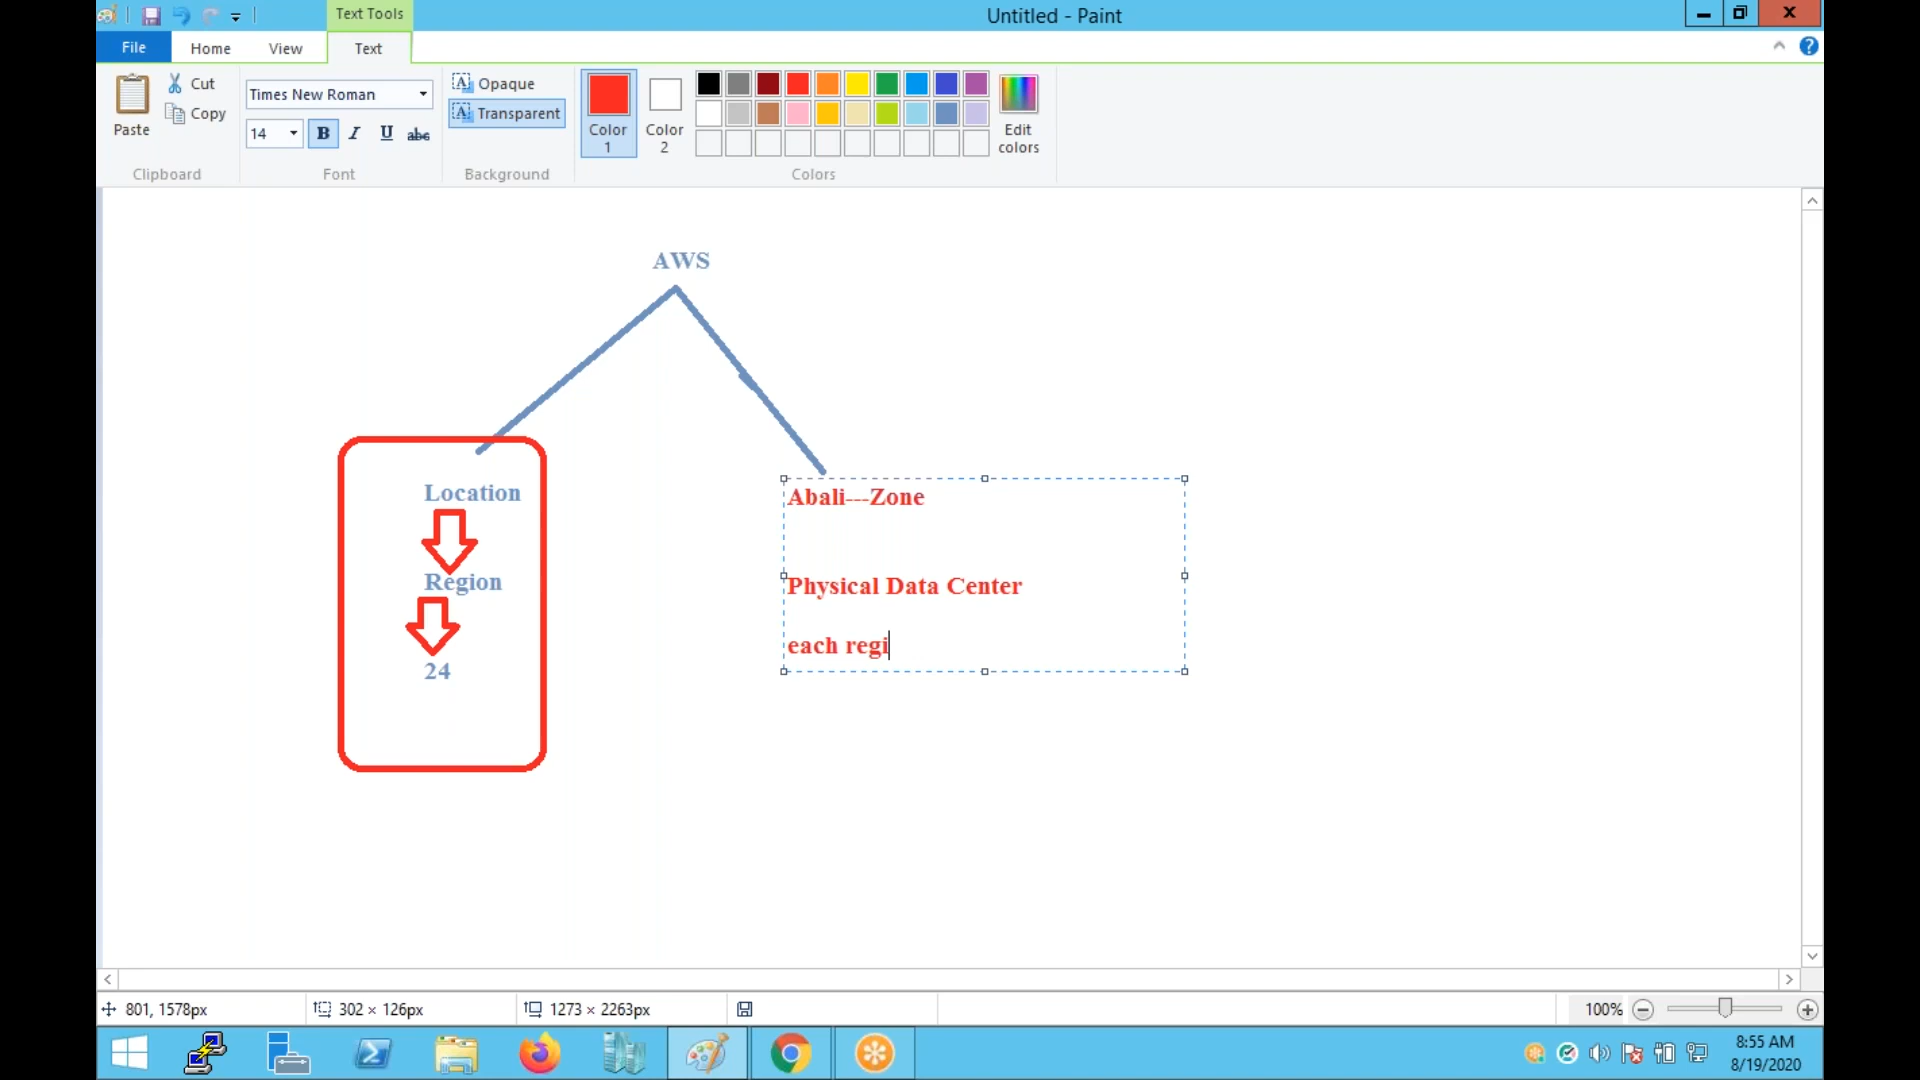 Text Tools
Untitled - Paint
File
Home
View
Text
Paste
Cut
Copy
Clipboard
Times New Roman
14
B
I
U
abc
Font
Opaque
Transparent
Background
Color 1
Color 2
Edit colors
Colors
AWS
Location
Region
24
Abali---Zone
Physical Data Center
each regi
801, 1578px
302 × 126px
1273 × 2263px
100%
8:55 AM
8/19/2020